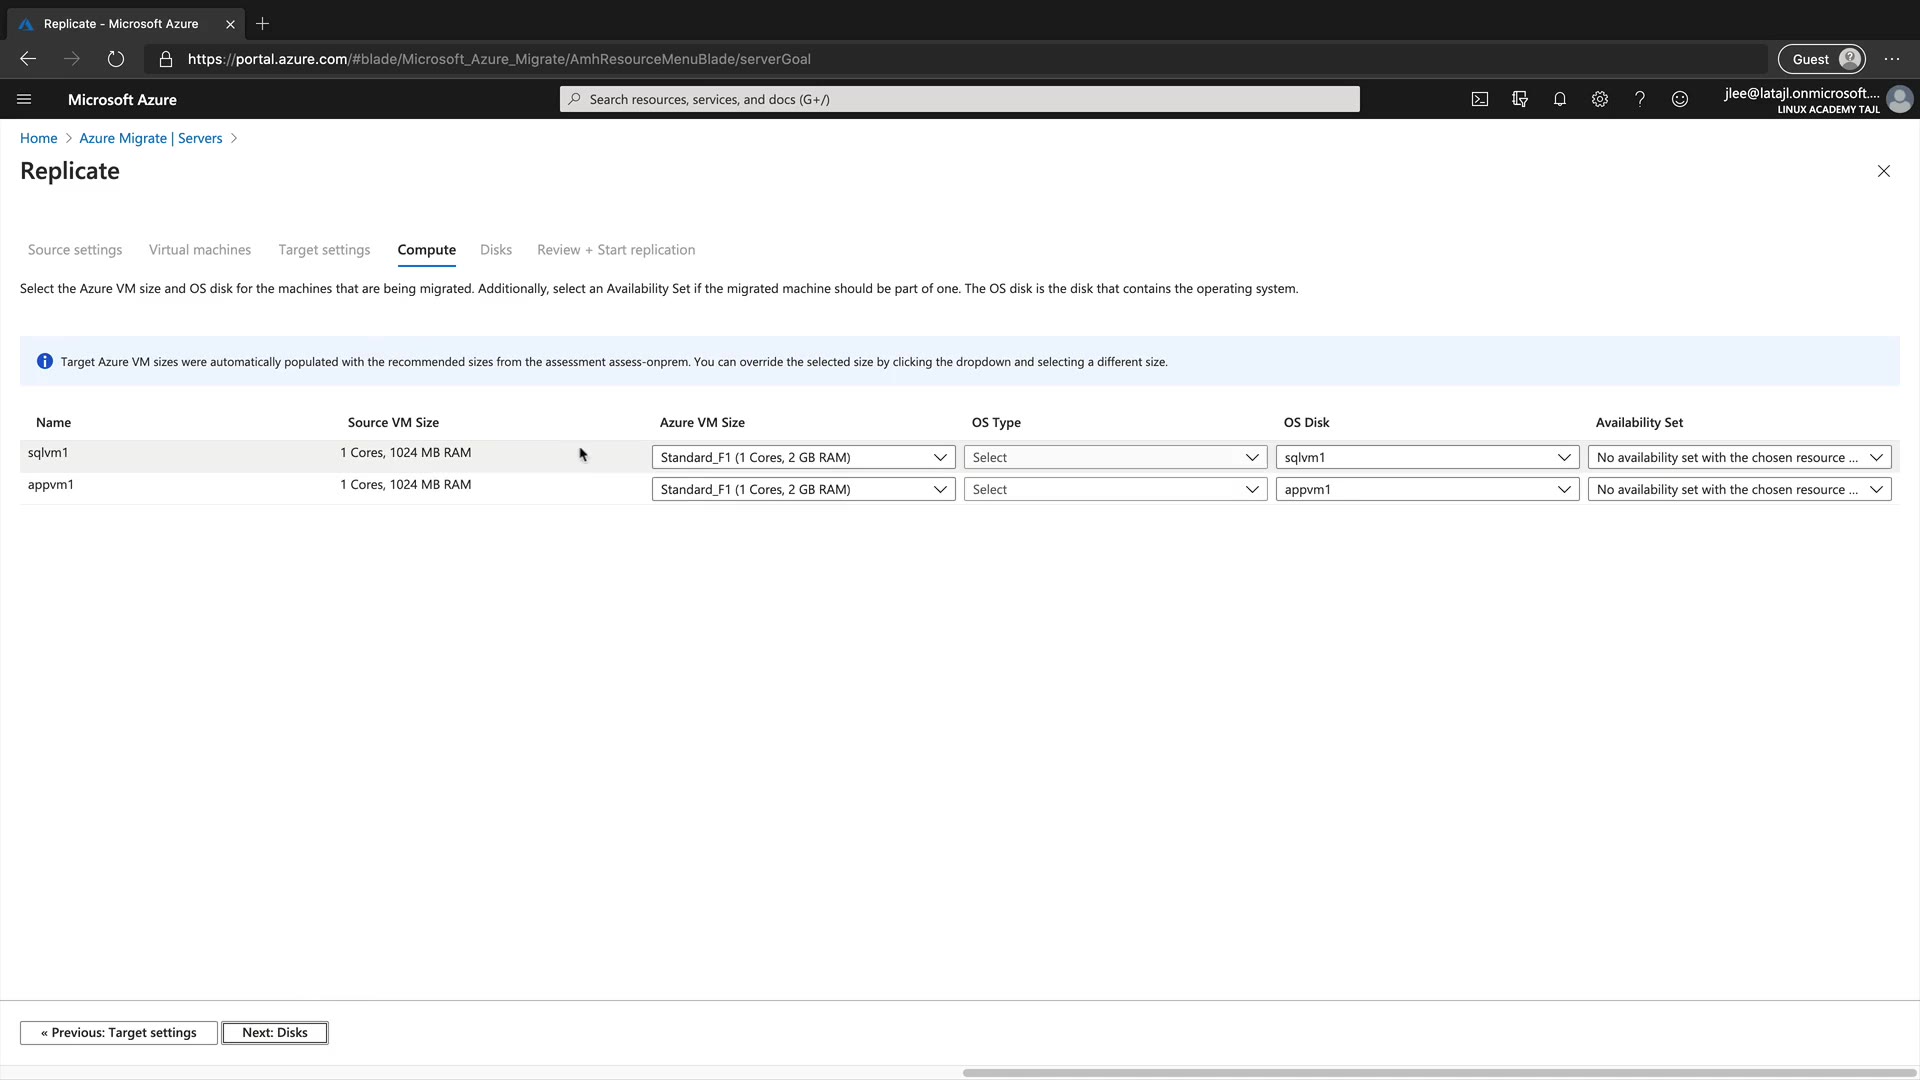 Replicate - Microsoft Azure
https://portal.azure.com/#blade/Microsoft_Azure_Migrate/AmhResourceMenuBlade/serverGoal
Guest
Microsoft Azure
Search resources, services, and docs (G+/)
jlee@latajl.onmicrosoft....
LINUX ACADEMY TAJL
Home > Azure Migrate | Servers >
Replicate
Source settings Virtual machines Target settings Compute Disks Review + Start replication
Select the Azure VM size and OS disk for the machines that are being migrated. Additionally, select an Availability Set if the migrated machine should be part of one. The OS disk is the disk that contains the operating system.
Target Azure VM sizes were automatically populated with the recommended sizes from the assessment assess-onprem. You can override the selected size by clicking the dropdown and selecting a different size.
Name Source VM Size Azure VM Size OS Type OS Disk Availability Set
sqlvm1 1 Cores, 1024 MB RAM Standard_F1 (1 Cores, 2 GB RAM) Select sqlvm1 No availability set with the chosen resource ...
appvm1 1 Cores, 1024 MB RAM Standard_F1 (1 Cores, 2 GB RAM) Select appvm1 No availability set with the chosen resource ...
« Previous: Target settings Next: Disks